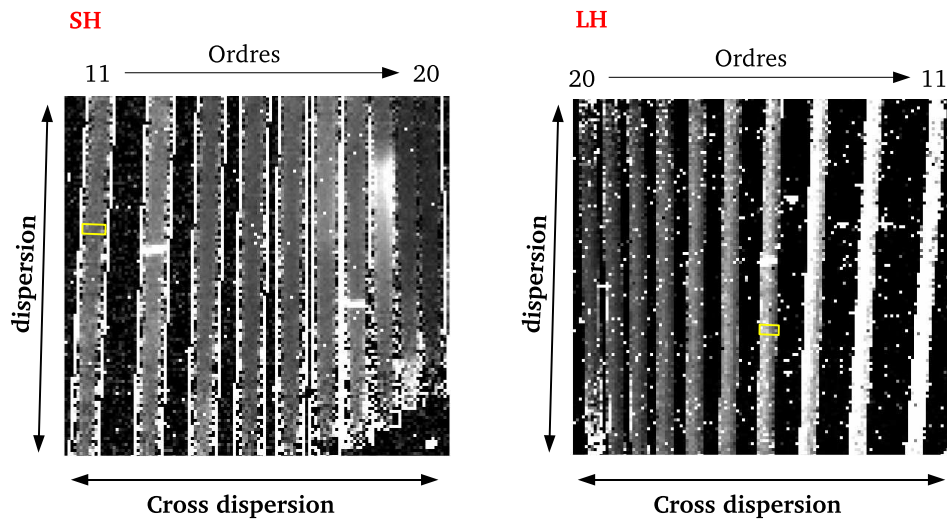 SH
Ordres
11
20
dispersion
Cross dispersion
LH
Ordres
20
11
dispersion
Cross dispersion